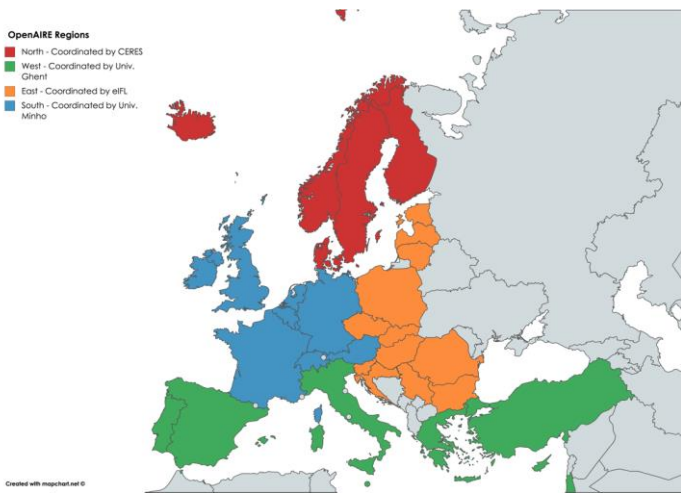 OpenAIRE Regions
North - Coordinated by CERES
West - Coordinated by Univ.
Ghent
East - Coordinated by eIFL
South - Coordinated by Univ.
Minho
Created with mapchart.net ©